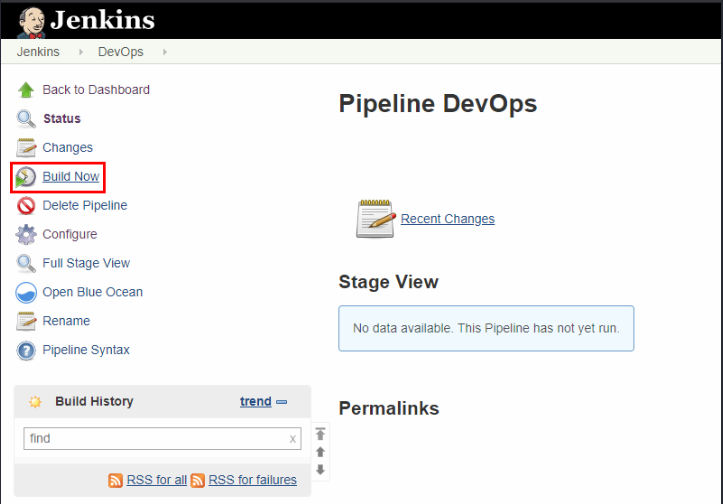 Jenkins
Jenkins DevOps
Back to Dashboard
Status
Changes
Build Now
Delete Pipeline
Configure
Full Stage View
Open Blue Ocean
Rename
Pipeline Syntax
Build History trend
find x
RSS for all RSS for failures
Pipeline DevOps
Recent Changes
Stage View
No data available. This Pipeline has not yet run.
Permalinks